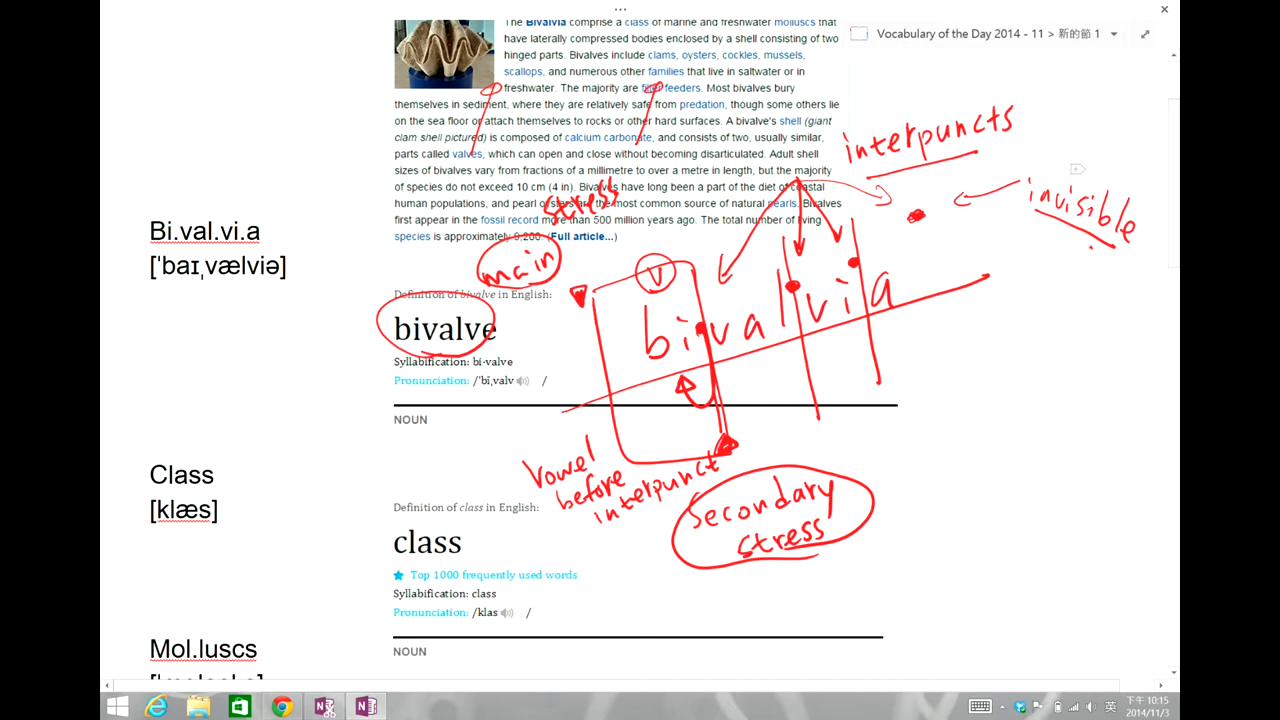 ...
Vocabulary of the Day 2014 - 11 > 新的節 1
The Bivalvia comprise a class of marine and freshwater molluscs that
have laterally compressed bodies enclosed by a shell consisting of two
hinged parts. Bivalves include clams, oysters, cockles, mussels,
scallops, and numerous other families that live in saltwater or in
freshwater. The majority are filter feeders. Most bivalves bury
themselves in sediment, where they are relatively safe from predation, though some others lie
on the sea floor or attach themselves to rocks or other hard surfaces. A bivalve's shell (giant
clam shell pictured) is composed of calcium carbonate, and consists of two, usually similar,
parts called valves, which can open and close without becoming disarticulated. Adult shell
sizes of bivalves vary from fractions of a millimetre to over a metre in length, but the majority
of species do not exceed 10 cm (4 in). Bivalves have long been a part of the diet of coastal
human populations, and pearl oysters are the most common source of natural pearls. Bivalves
first appear in the fossil record more than 500 million years ago. The total number of living
species is approximately 9,200. (Full article...)
interpuncts
invisible
stress
main
Bi.val.vi.a
[ˈbaɪˌvælviə]
Definition of bivalve in English:
bivalve
Syllabification: bi·valve
Pronunciation: /ˈbīˌvalv /
NOUN
V
bi va l vi a
Vowel
before
interpunct
secondary
stress
Class
[klæs]
Definition of class in English:
class
Top 1000 frequently used words
Syllabification: class
Pronunciation: /klas /
NOUN
Mol.luscs
英
下午 10:15
2014/11/3